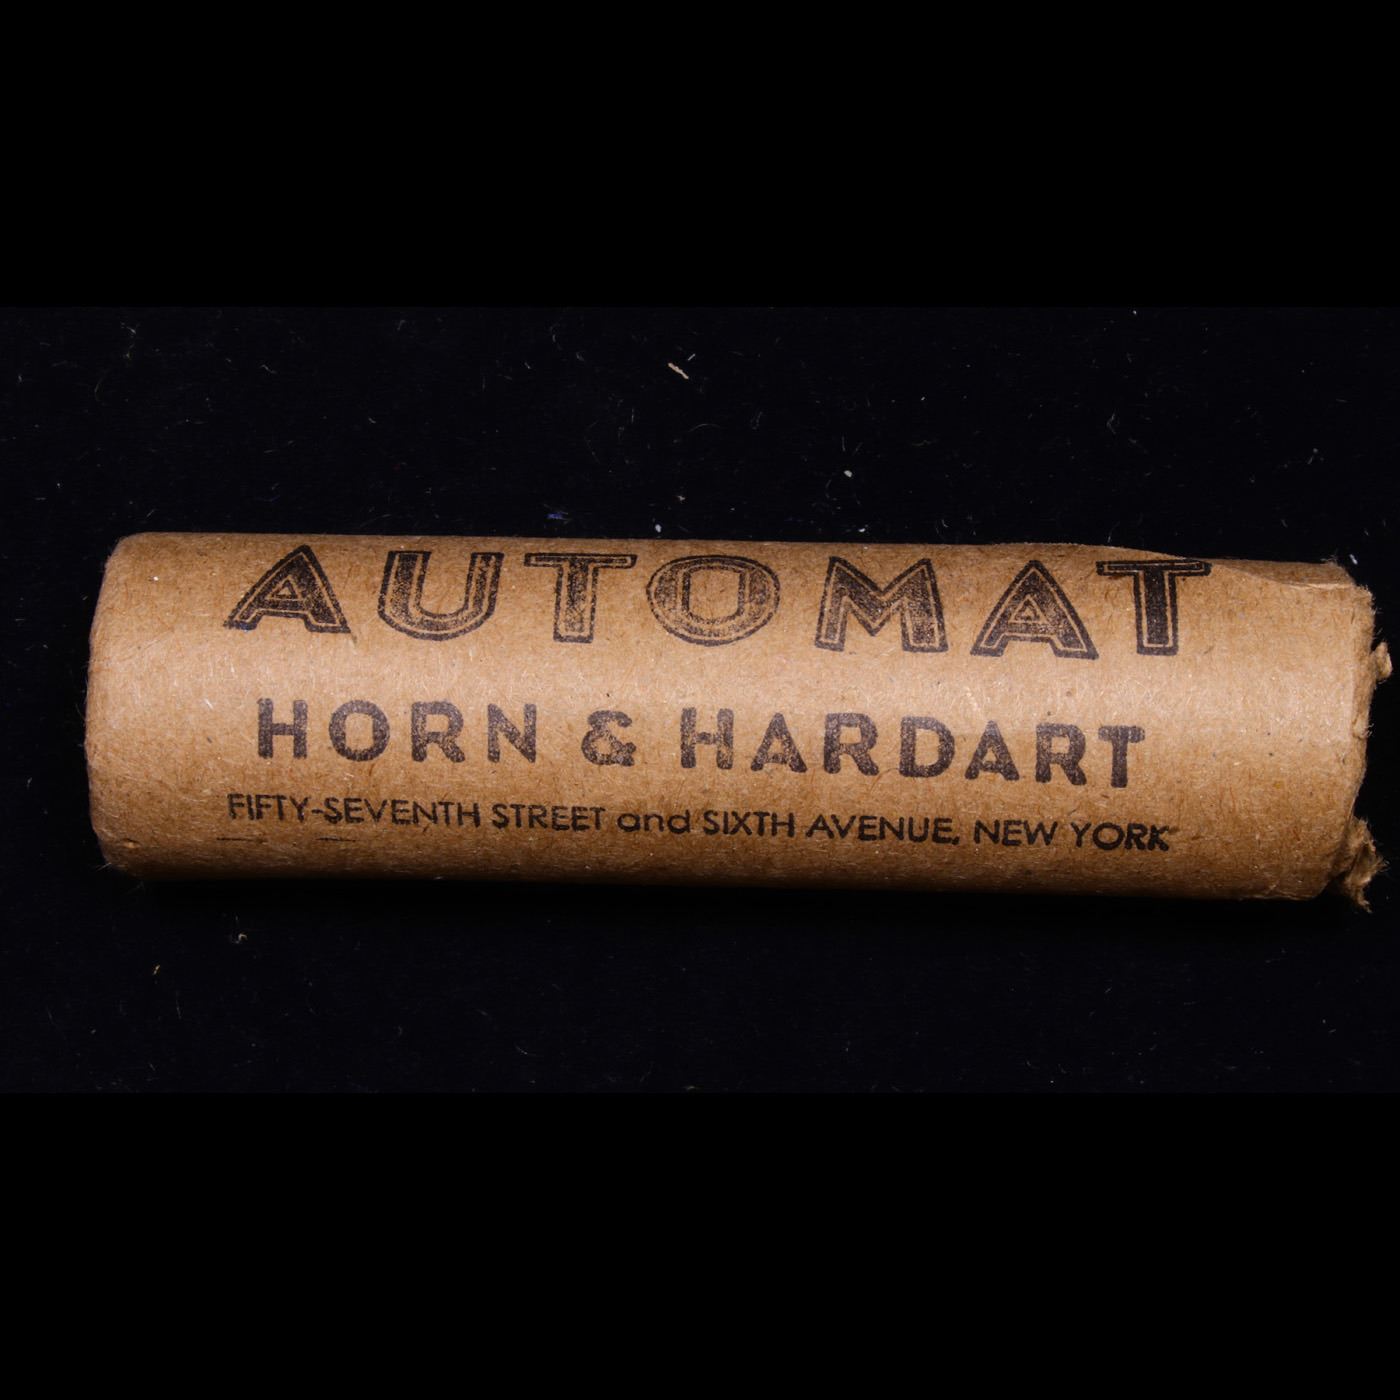 AUTOMAT
HORN & HARDART
FIFTY-SEVENTH STREET and SIXTH AVENUE, NEW YORK